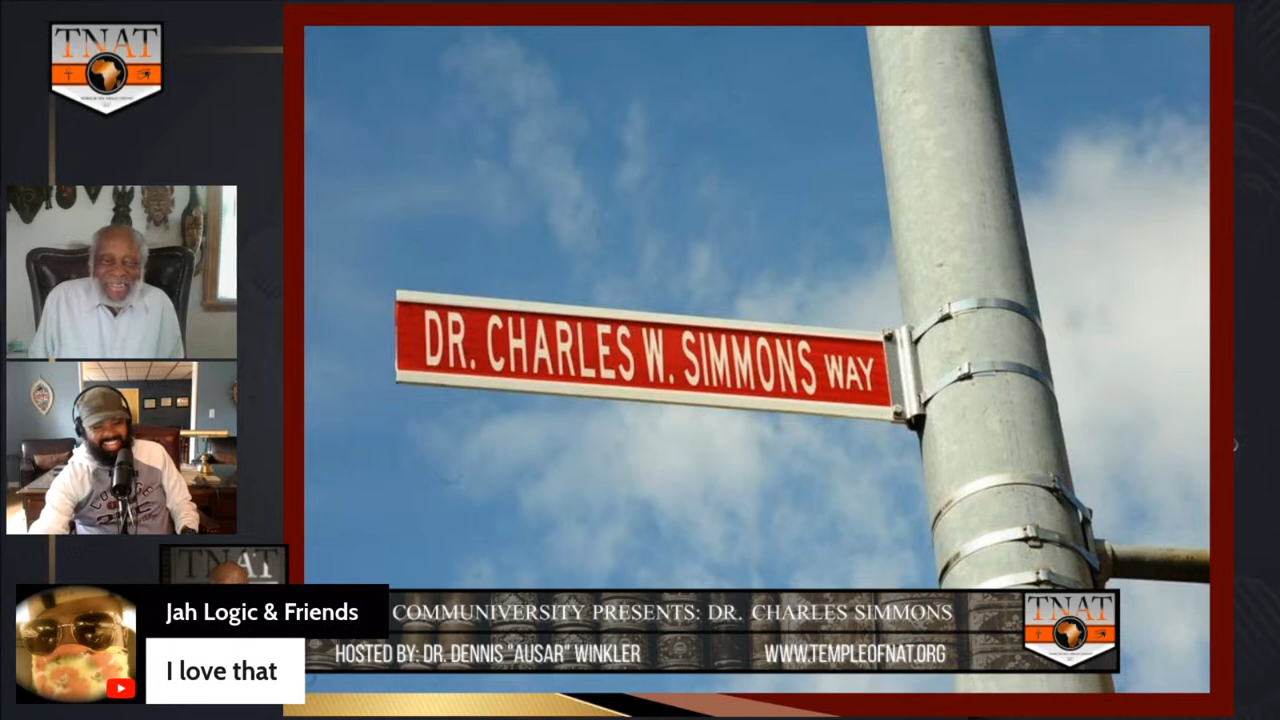 TNAT
DR. CHARLES W. SIMMONS WAY
TNAT
Jah Logic & Friends
I love that
COMMUNIVERSITY PRESENTS: DR. CHARLES SIMMONS
HOSTED BY: DR. DENNIS "AUSAR" WINKLER
WWW.TEMPLEOFNAT.ORG
TNAT